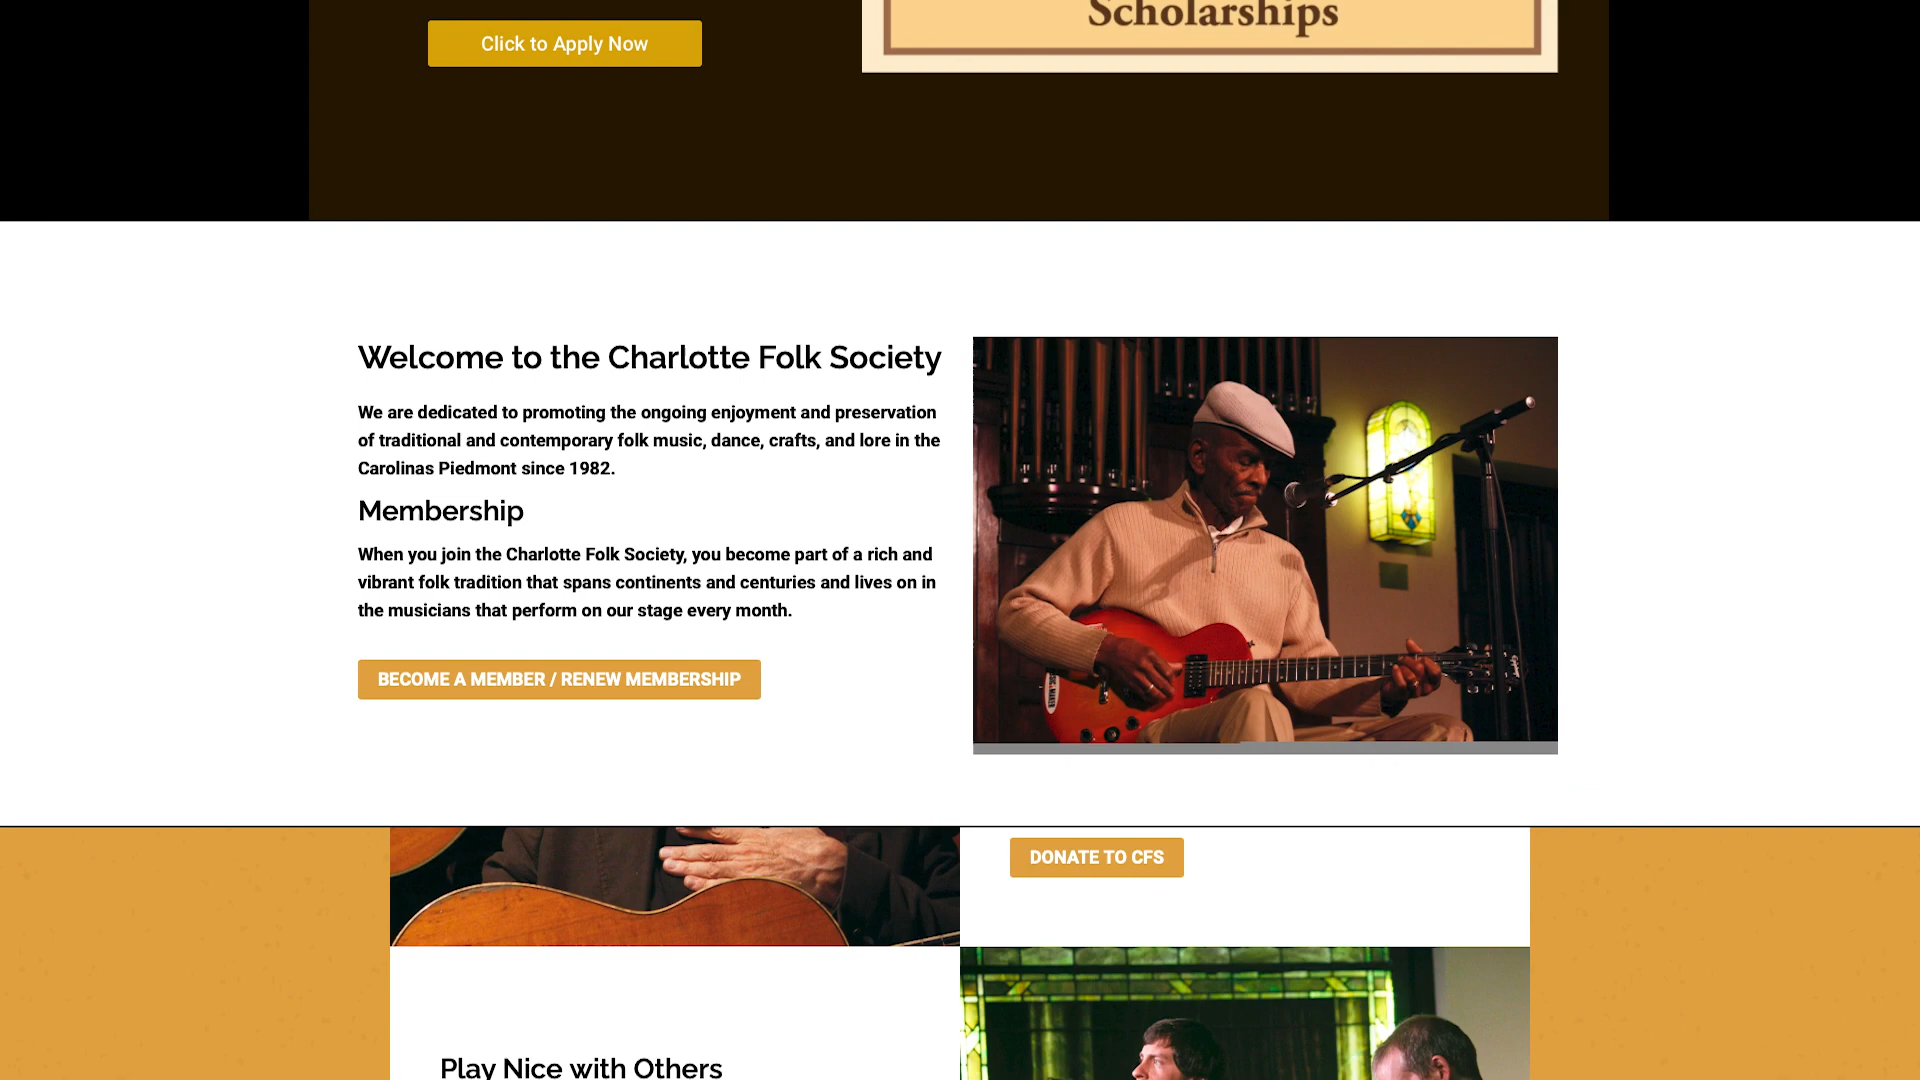 Click to Apply Now
Scholarships
Welcome to the Charlotte Folk Society
We are dedicated to promoting the ongoing enjoyment and preservation
of traditional and contemporary folk music, dance, crafts, and lore in the
Carolinas Piedmont since 1982.
Membership
When you join the Charlotte Folk Society, you become part of a rich and
vibrant folk tradition that spans continents and centuries and lives on in
the musicians that perform on our stage every month.
BECOME A MEMBER / RENEW MEMBERSHIP
DONATE TO CFS
Play Nice with Others